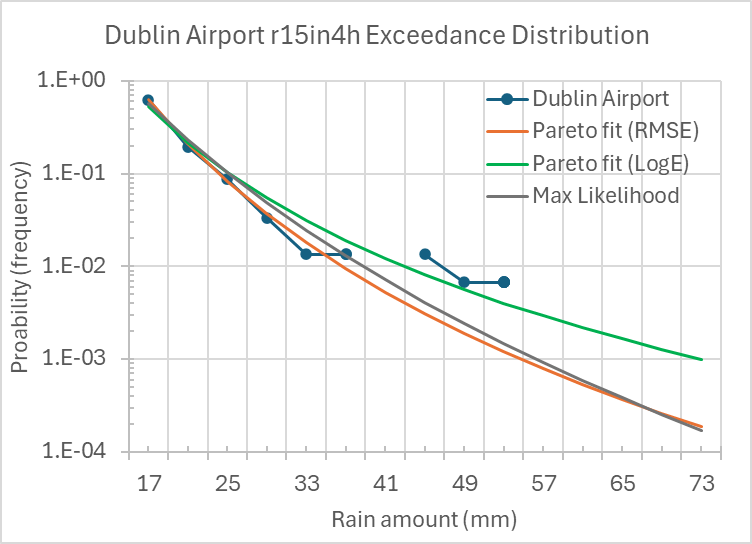 Dublin Airport r15in4h Exceedance Distribution
1.E+00
1.E-01
1.E-02
1.E-03
1.E-04
Proability (frequency)
Dublin Airport
Pareto fit (RMSE)
Pareto fit (LogE)
Max Likelihood
17 25 33 41 49 57 65 73
Rain amount (mm)